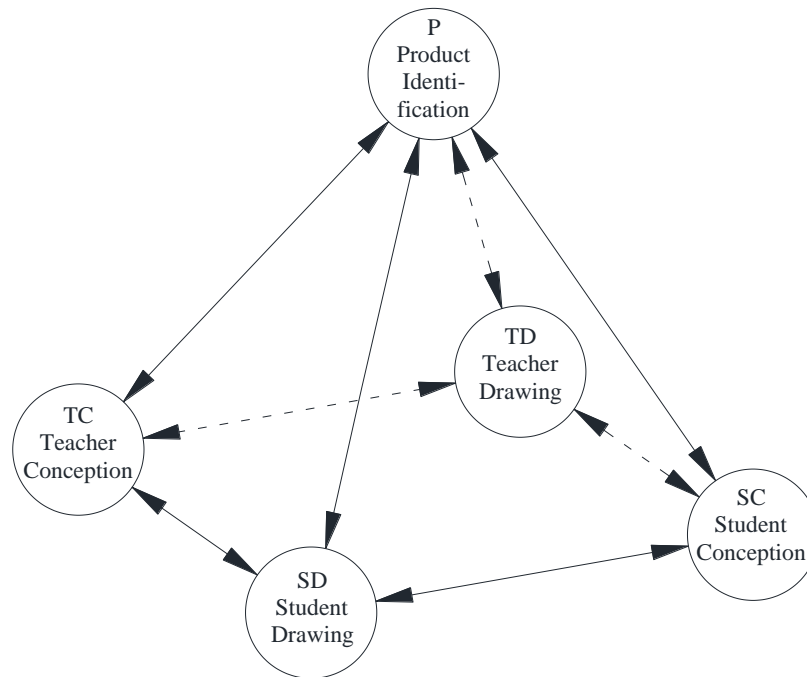 P
Product
Identi-
fication
TD
Teacher
Drawing
TC
Teacher
Conception
SC
Student
Conception
SD
Student
Drawing